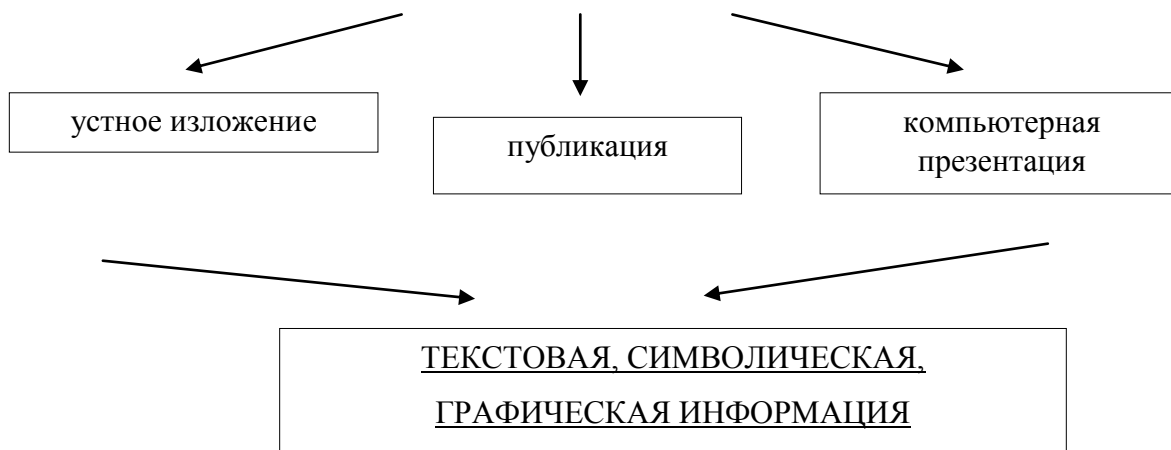 устное изложение
публикация
компьютерная
презентация
ТЕКСТОВАЯ, СИМВОЛИЧЕСКАЯ,
ГРАФИЧЕСКАЯ ИНФОРМАЦИЯ